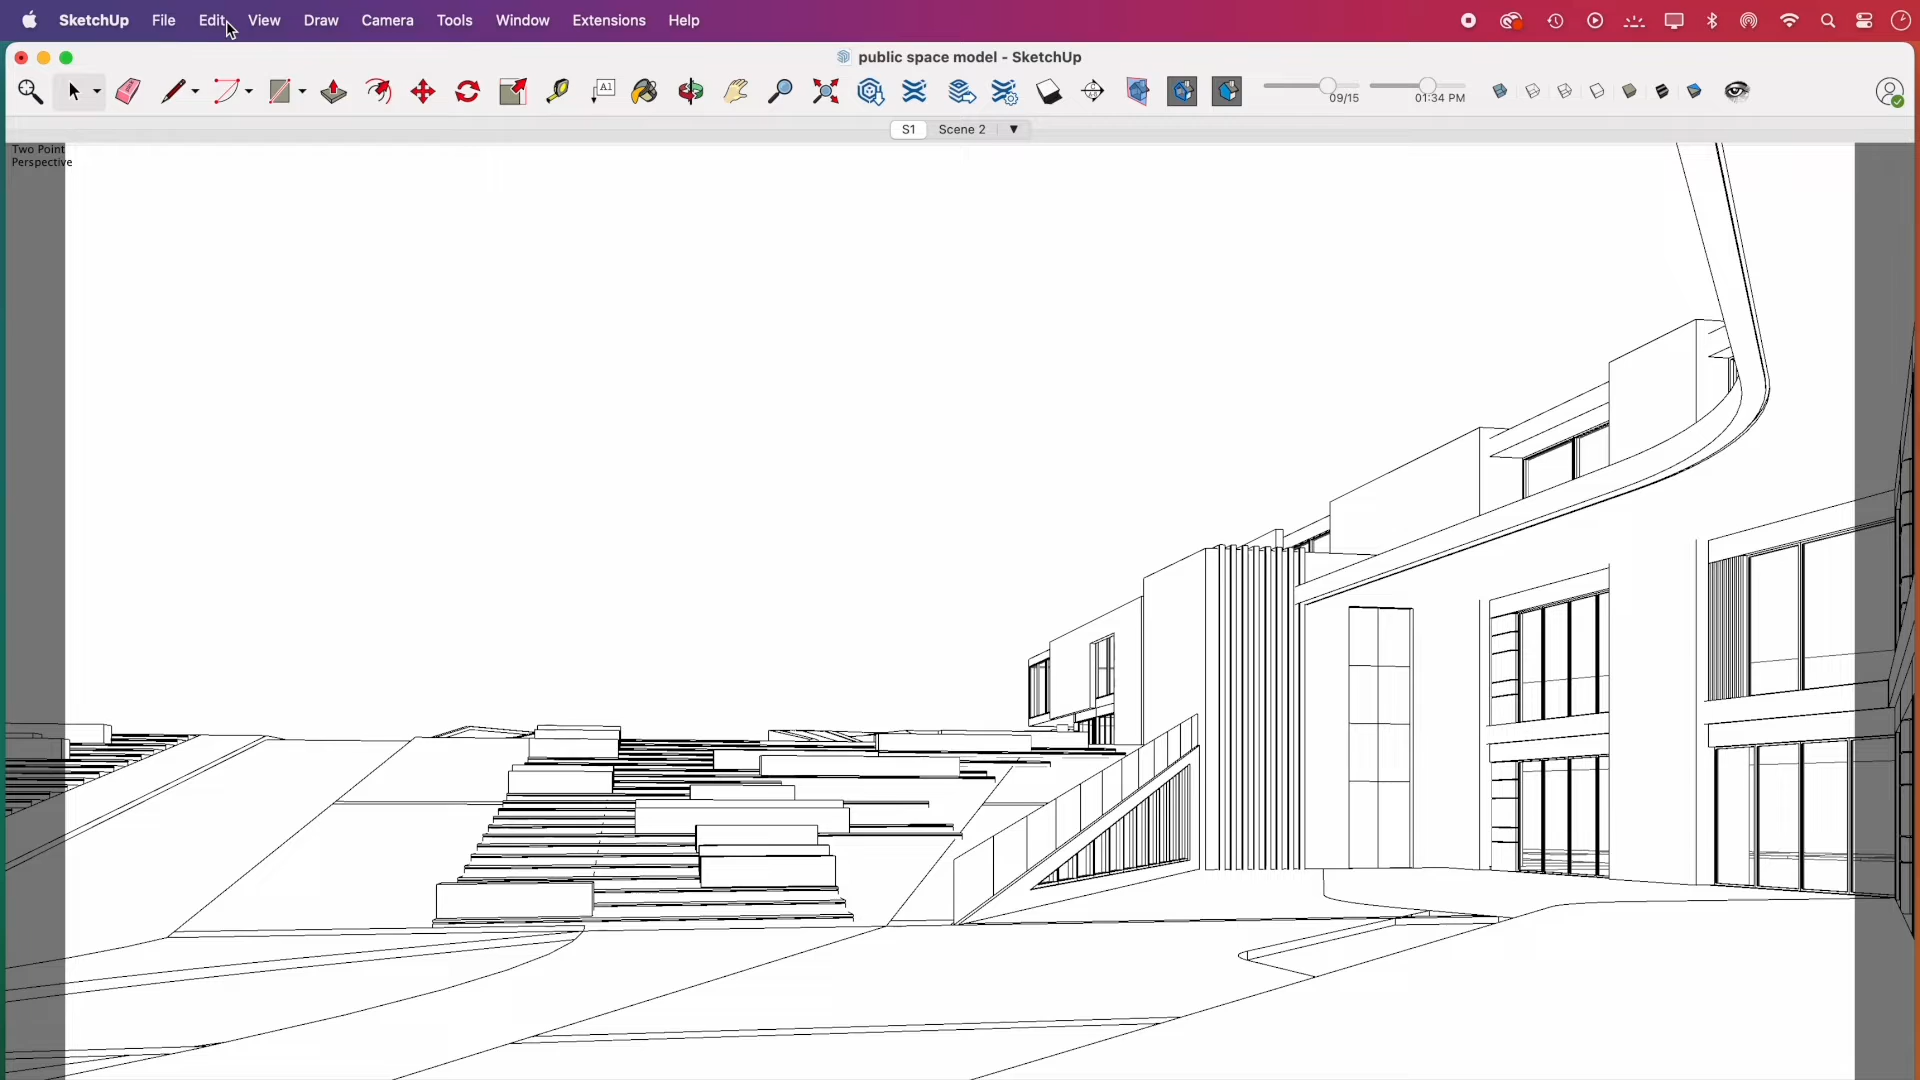 SketchUp File Edit View Draw Camera Tools Window Extensions Help
public space model - SketchUp
A1
09/15 01:34 PM
S1 Scene 2
Two Point
Perspective